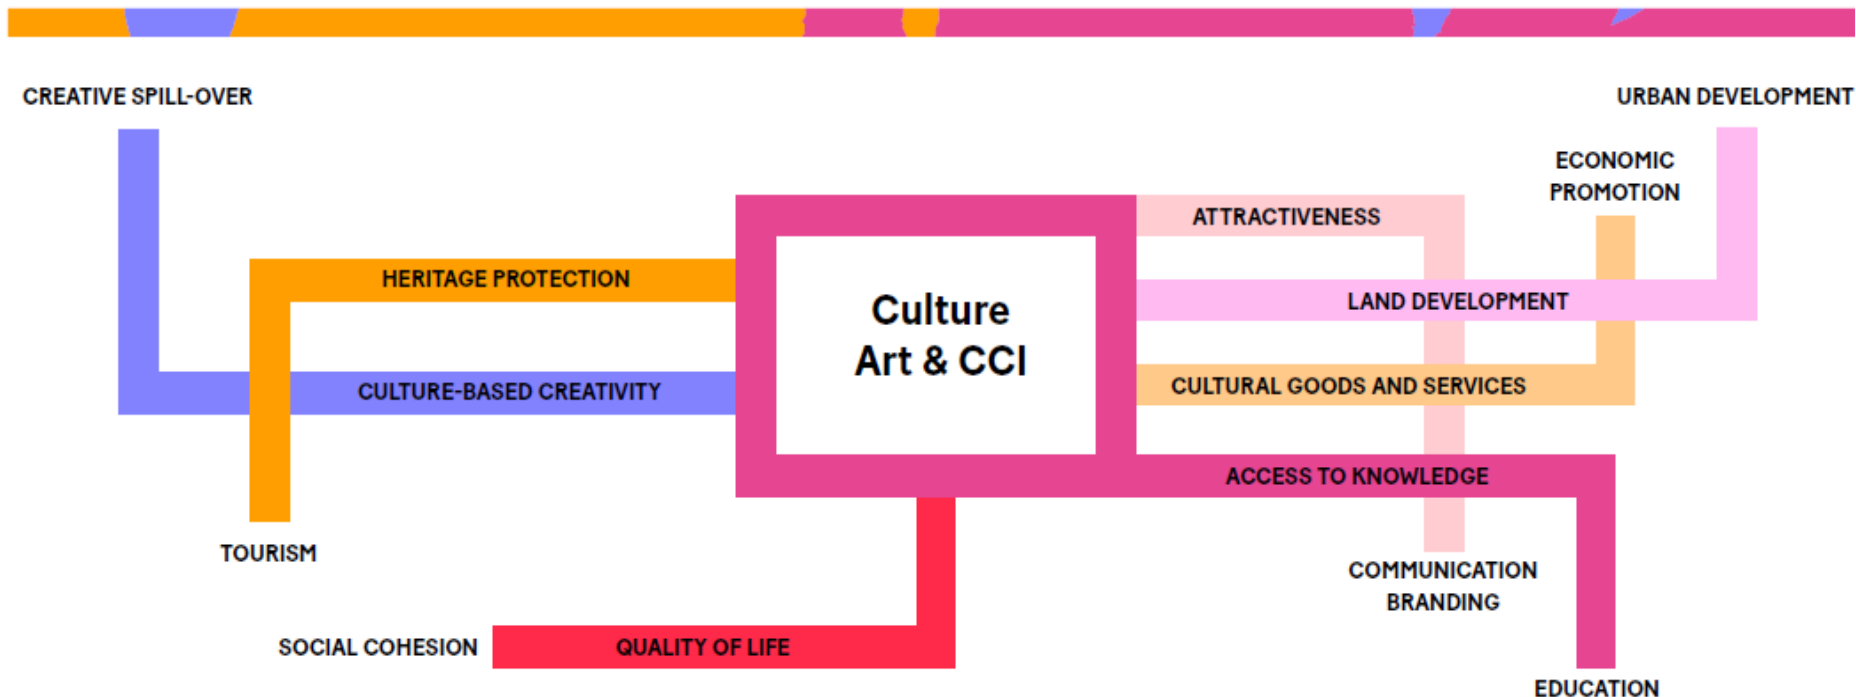 CREATIVE SPILL-OVER
URBAN DEVELOPMENT
ECONOMIC
PROMOTION
ATTRACTIVENESS
HERITAGE PROTECTION
LAND DEVELOPMENT
Culture
Art & CCI
CULTURE-BASED CREATIVITY
CULTURAL GOODS AND SERVICES
ACCESS TO KNOWLEDGE
TOURISM
COMMUNICATION
BRANDING
SOCIAL COHESION
QUALITY OF LIFE
EDUCATION